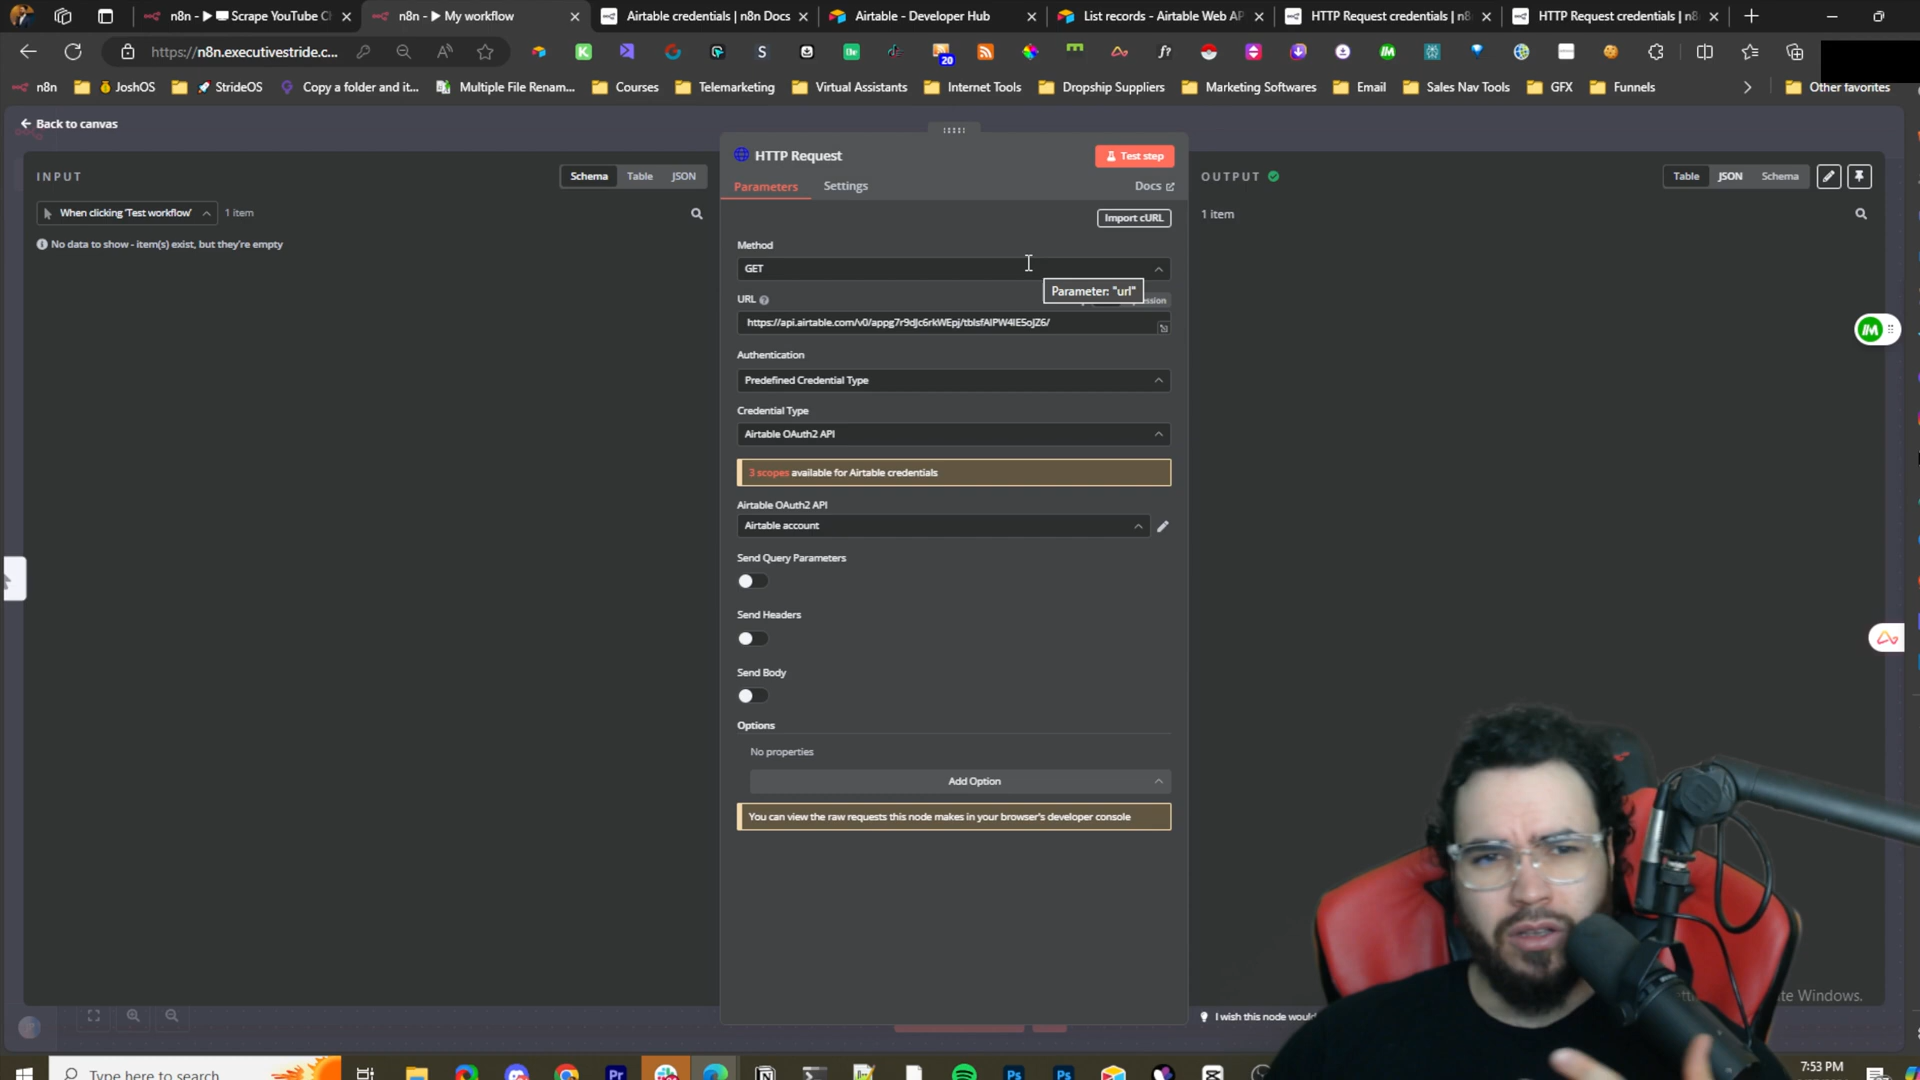 n8n - ▶ 🖥 Scrape YouTube Cl
n8n - ▶ My workflow
Airtable credentials | n8n Docs
Airtable - Developer Hub
List records - Airtable Web AP
HTTP Request credentials | n8
HTTP Request credentials | n8
https://n8n.executivestride.c...
20
n8n
JoshOS
StrideOS
Copy a folder and it...
Multiple File Renam...
Courses
Telemarketing
Virtual Assistants
Internet Tools
Dropship Suppliers
Marketing Softwares
Email
Sales Nav Tools
GFX
Funnels
Other favorites
Back to canvas
INPUT
Schema
Table
JSON
When clicking 'Test workflow'
1 item
No data to show - item(s) exist, but they're empty
HTTP Request
Test step
Parameters
Settings
Docs
Import cURL
Method
GET
Parameter: "url"
URL
ession
https://api.airtable.com/v0/appg7r9dJc6rkWEpj/tblsfAIPW4IE5oJZ6/
Authentication
Predefined Credential Type
Credential Type
Airtable OAuth2 API
3 scopes available for Airtable credentials
Airtable OAuth2 API
Airtable account
Send Query Parameters
Send Headers
Send Body
Options
No properties
Add Option
You can view the raw requests this node makes in your browser's developer console
OUTPUT
Table
JSON
Schema
1 item
te Windows.
I wish this node would
Type here to search
7:53 PM